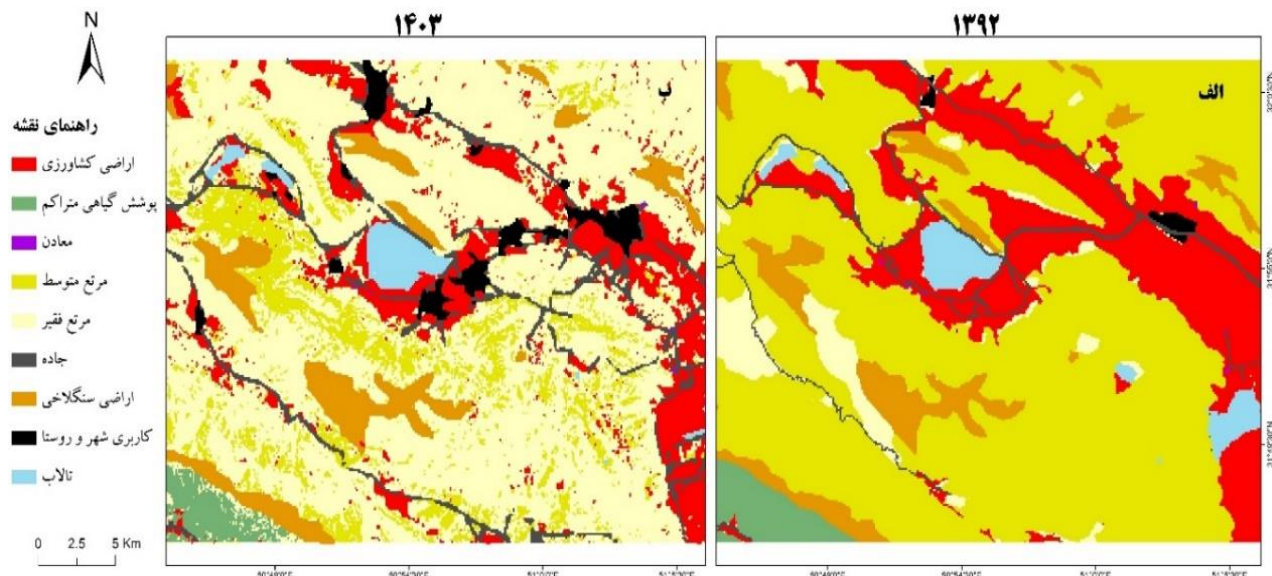 ۱۴۰۳
۱۳۹۲
N
ب
الف
راهنمای نقشه
اراضی کشاورزی
پوشش گیاهی متراکم
معادن
مرتع متوسط
مرتع فقیر
جاده
اراضی سنگلاخی
کاربری شهر و روستا
تالاب
0 2.5 5 Km